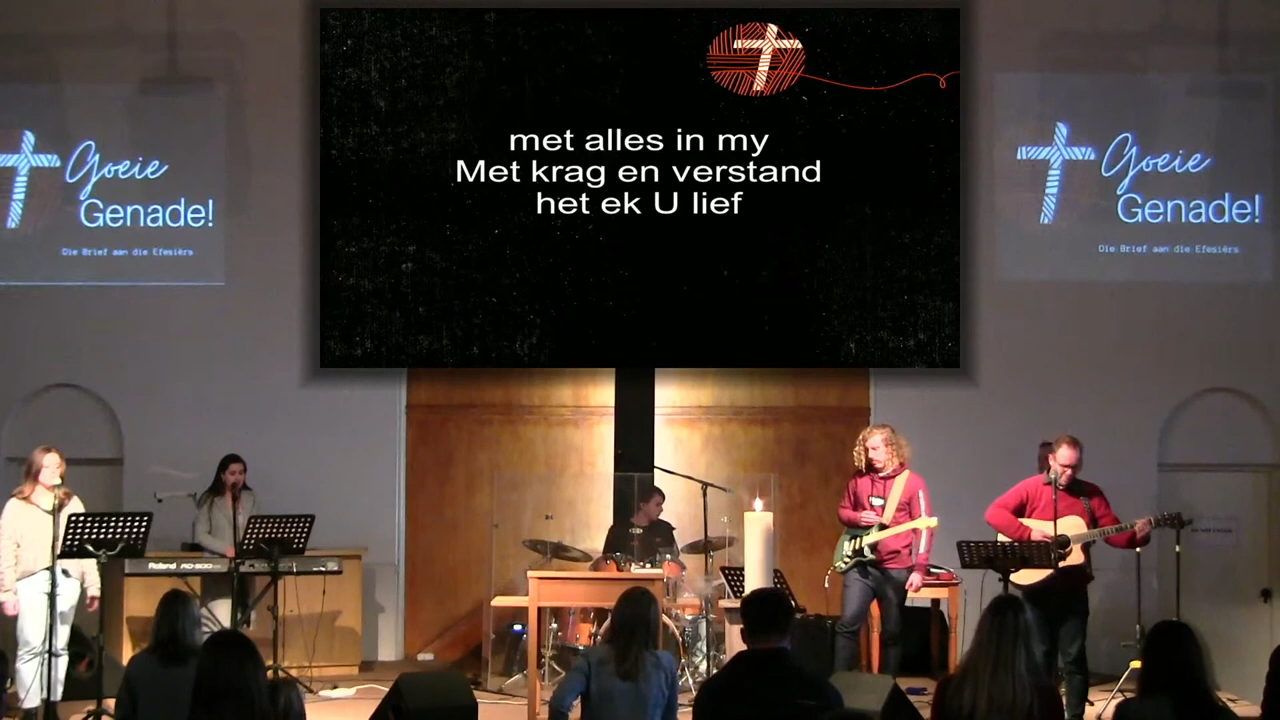 met alles in my
Met krag en verstand
het ek U lief
Goeie
Genade!
Die Brief aan die Efesiërs
Goeie
Genade!
Die Brief aan die Efesiërs
Roland